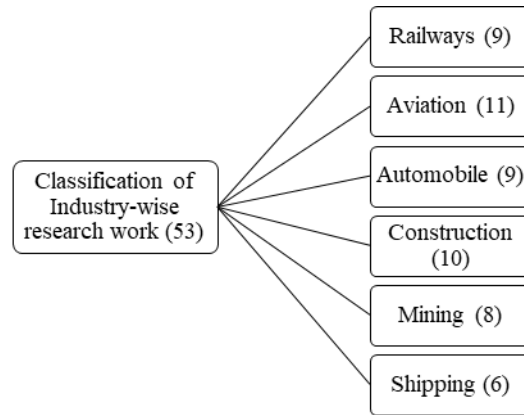 Railways (9)
Aviation (11)
Classification of
Industry-wise
research work (53)
Automobile (9)
Construction
(10)
Mining (8)
Shipping (6)